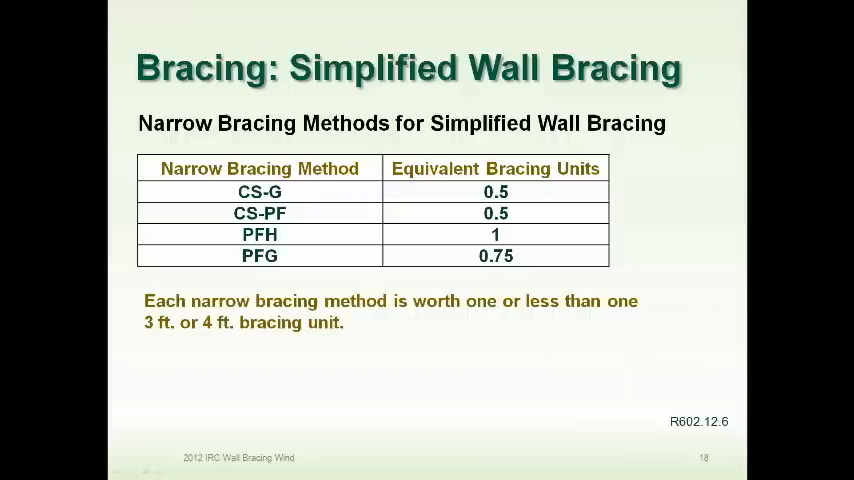 Bracing: Simplified Wall Bracing
Narrow Bracing Methods for Simplified Wall Bracing
Narrow Bracing Method Equivalent Bracing Units
CS-G 0.5
CS-PF 0.5
PFH 1
PFG 0.75
Each narrow bracing method is worth one or less than one
3 ft. or 4 ft. bracing unit.
R602.12.6
2012 IRC Wall Bracing Wind 18